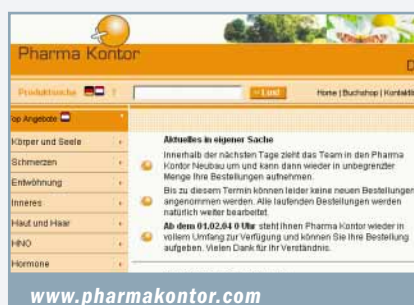 Pharma Kontor
Produktsuche ?
Los!
Home | Buchshop | Kontakt
op Angebote
Körper und Seele
Schmerzen
Entwöhnung
Inneres
Haut und Haar
HNO
Hormone
Aktuelles in eigener Sache
Innerhalb der nächsten Tage zieht das Team in den Pharma
Kontor Neubau um und kann dann wieder in unbegrenzter
Menge Ihre Bestellungen aufnehmen.
Bis zu diesem Termin können leider keine neuen Bestellungen
angenommen werden. Alle laufenden Bestellungen werden
natürlich weiter bearbeitet.
Ab dem 01.02.04 0 Uhr steht Ihnen Pharma Kontor wieder in
vollem Umfang zur Verfügung und können Sie Ihre Bestellung
aufgeben. Vielen Dank für Ihr Verständnis.
www.pharmakontor.com